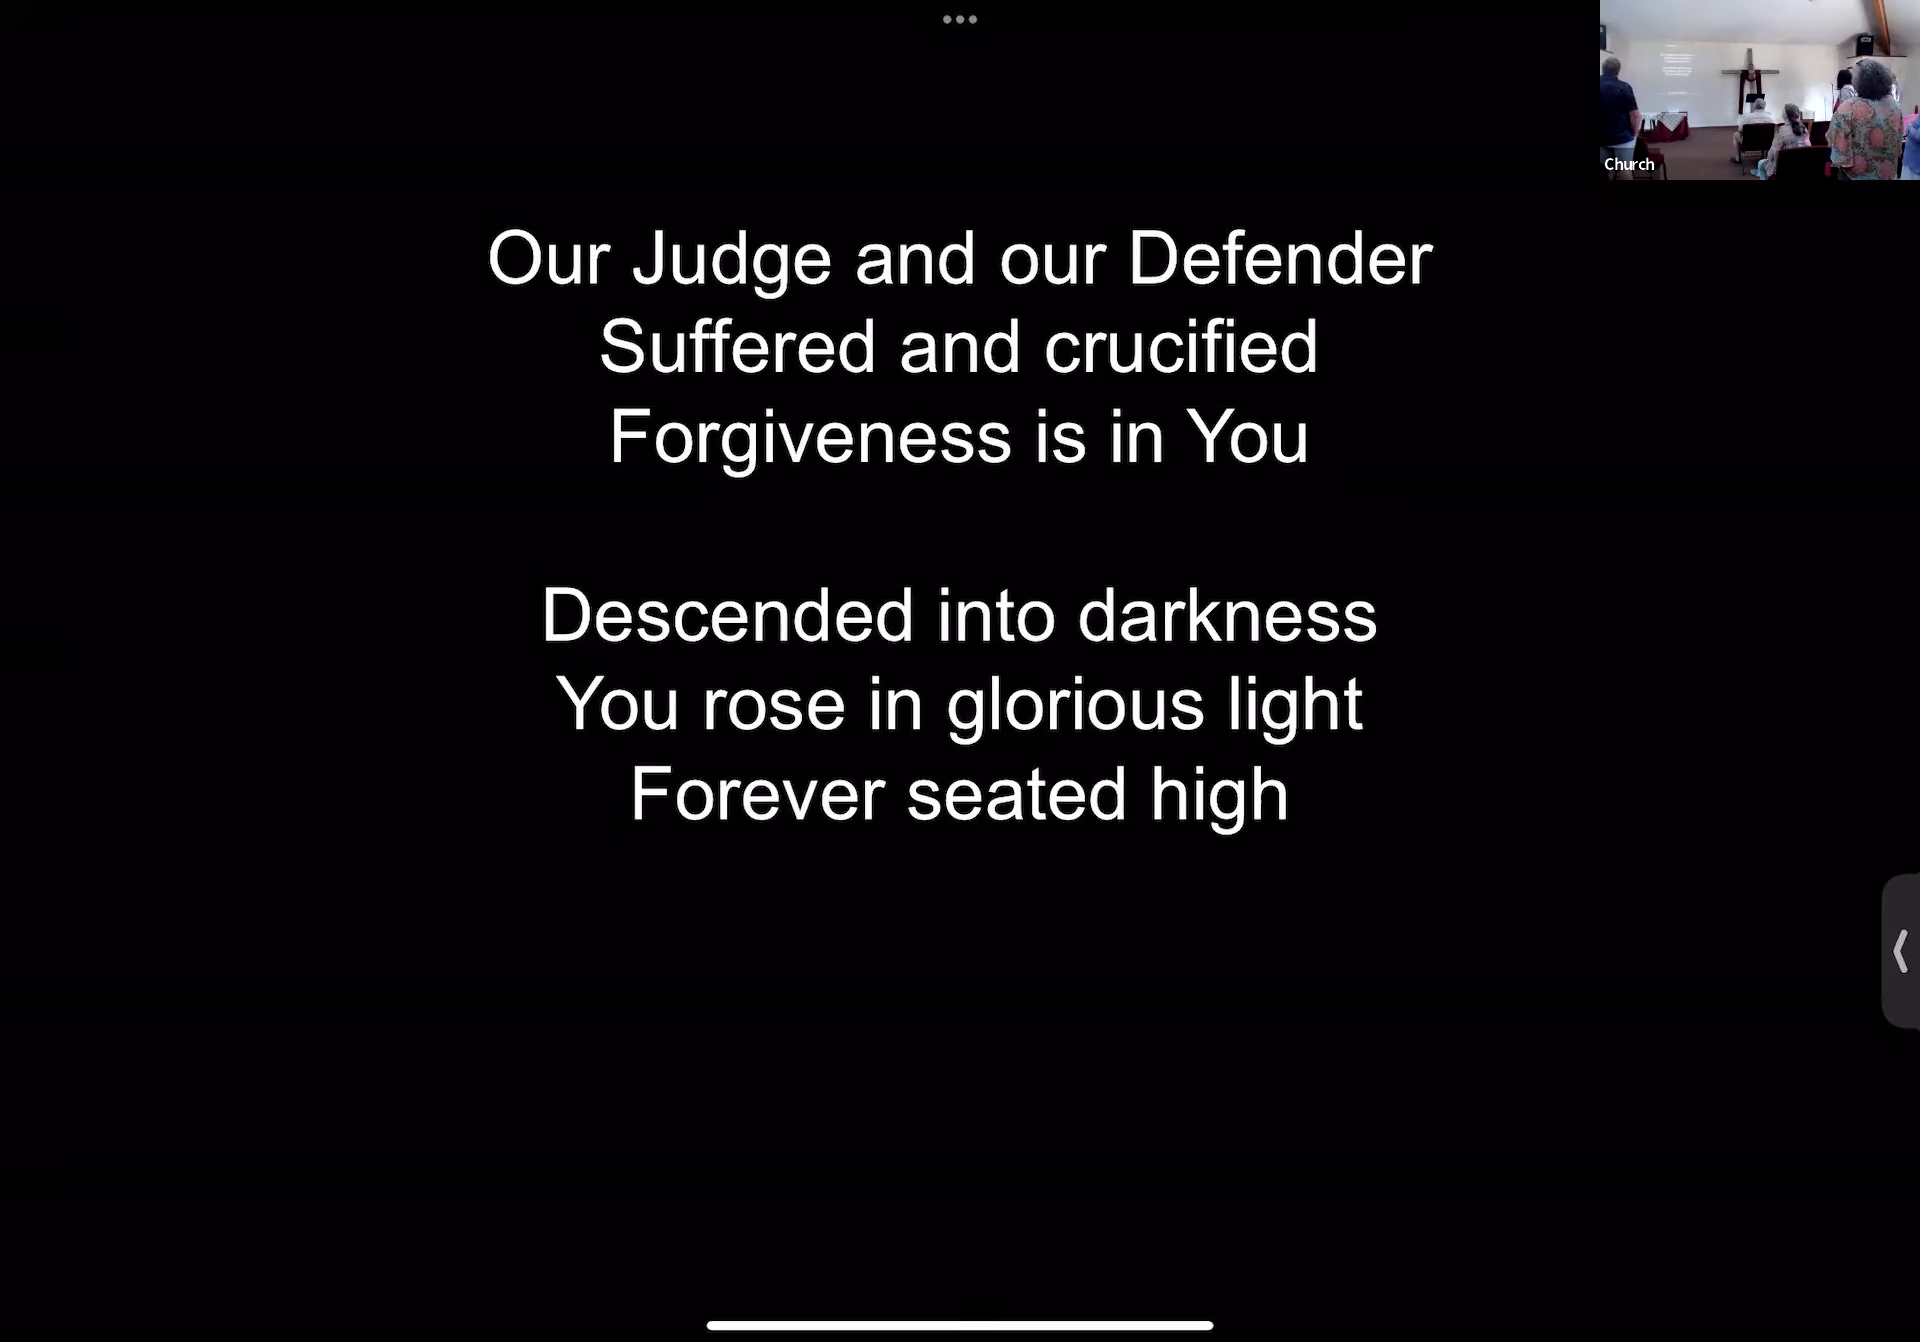 Church
Our Judge and our Defender
Suffered and crucified
Forgiveness is in You
Descended into darkness
You rose in glorious light
Forever seated high